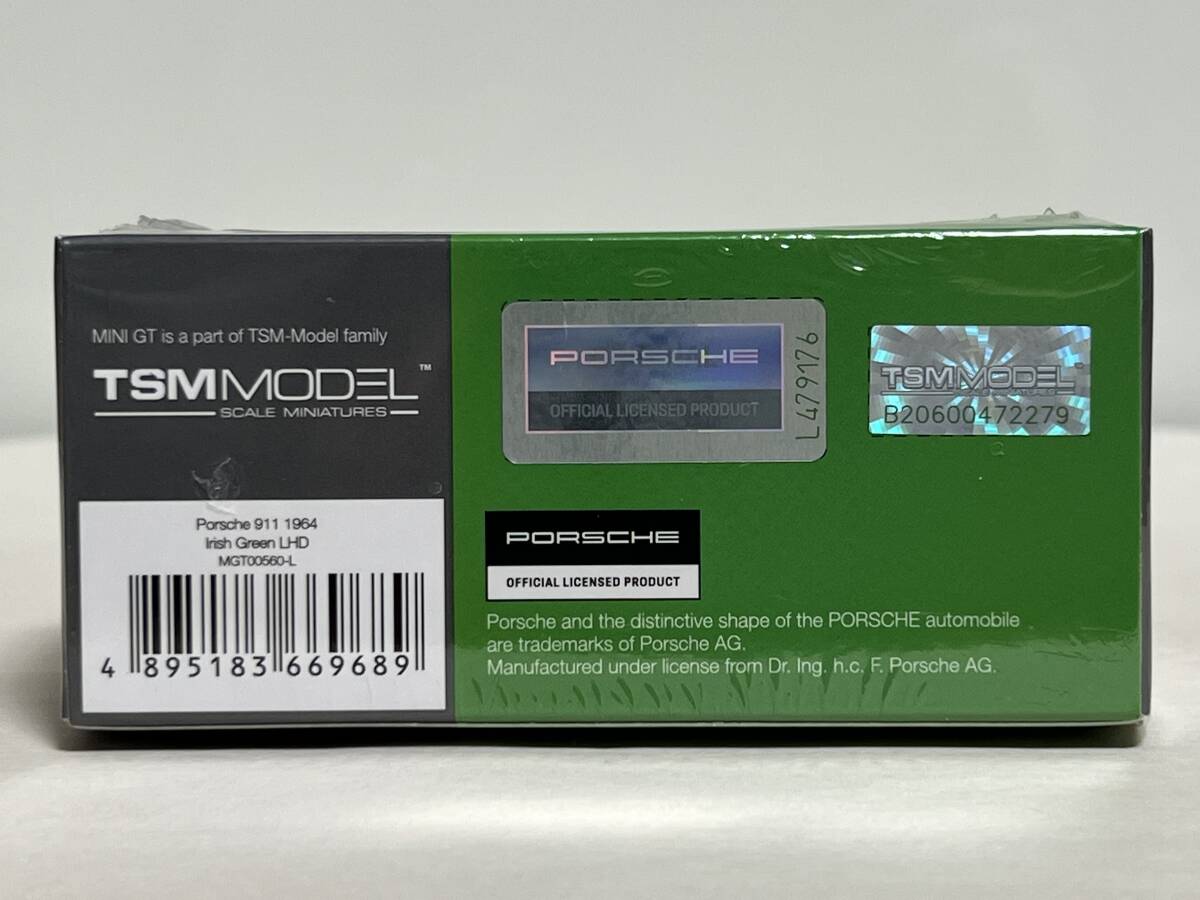 MINI GT is a part of TSM-Model family
TSMMODEL™
SCALE MINIATURES
Porsche 911 1964
Irish Green LHD
MGT00560-L
4 895183 669689
PORSCHE
OFFICIAL LICENSED PRODUCT
L479176
TSMMODEL
B20600472279
PORSCHE
OFFICIAL LICENSED PRODUCT
Porsche and the distinctive shape of the PORSCHE automobile
are trademarks of Porsche AG.
Manufactured under license from Dr. Ing. h.c. F. Porsche AG.